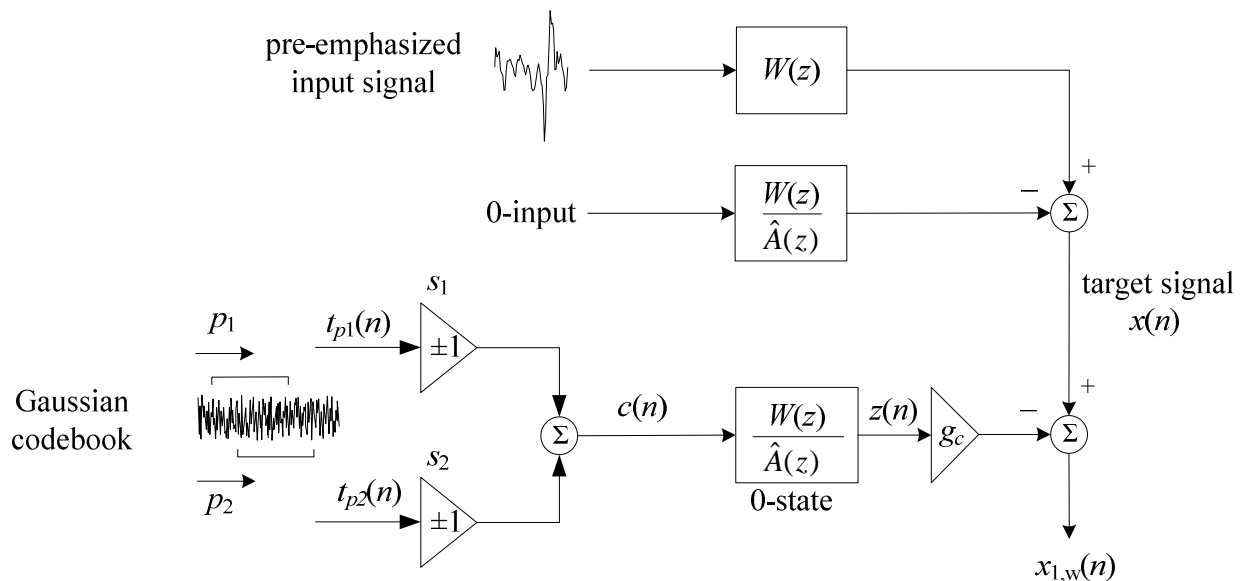 pre-emphasized
input signal
W(z)
+
0-input
W(z)
Â(z)
−
Σ
target signal
x(n)
s₁
p₁
tₚ₁(n)
±1
Gaussian
codebook
Σ
c(n)
W(z)
Â(z)
0-state
z(n)
g꜀
−
+
Σ
s₂
p₂
tₚ₂(n)
±1
x₁,w(n)